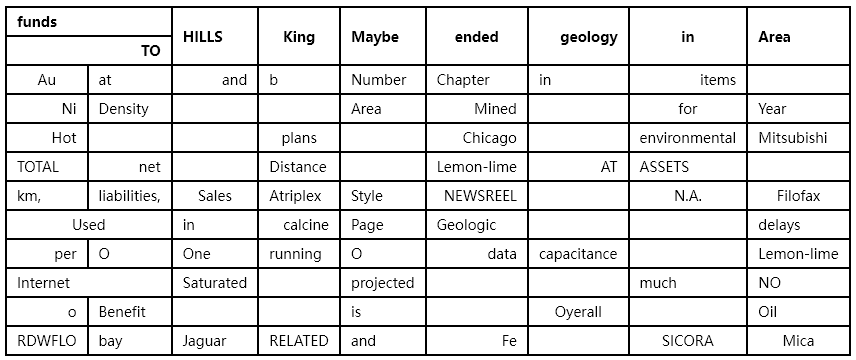 funds
TO HILLS King Maybe ended geology in Area
Au at and b Number Chapter in items
Ni Density Area Mined for Year
Hot plans Chicago environmental Mitsubishi
TOTAL net Distance Lemon-lime AT ASSETS
km, liabilities, Sales Atriplex Style NEWSREEL N.A. Filofax
Used in calcine Page Geologic delays
per O One running O data capacitance Lemon-lime
Internet Saturated projected much NO
o Benefit is Oyerall Oil
RDWFLO bay Jaguar RELATED and Fe SICORA Mica